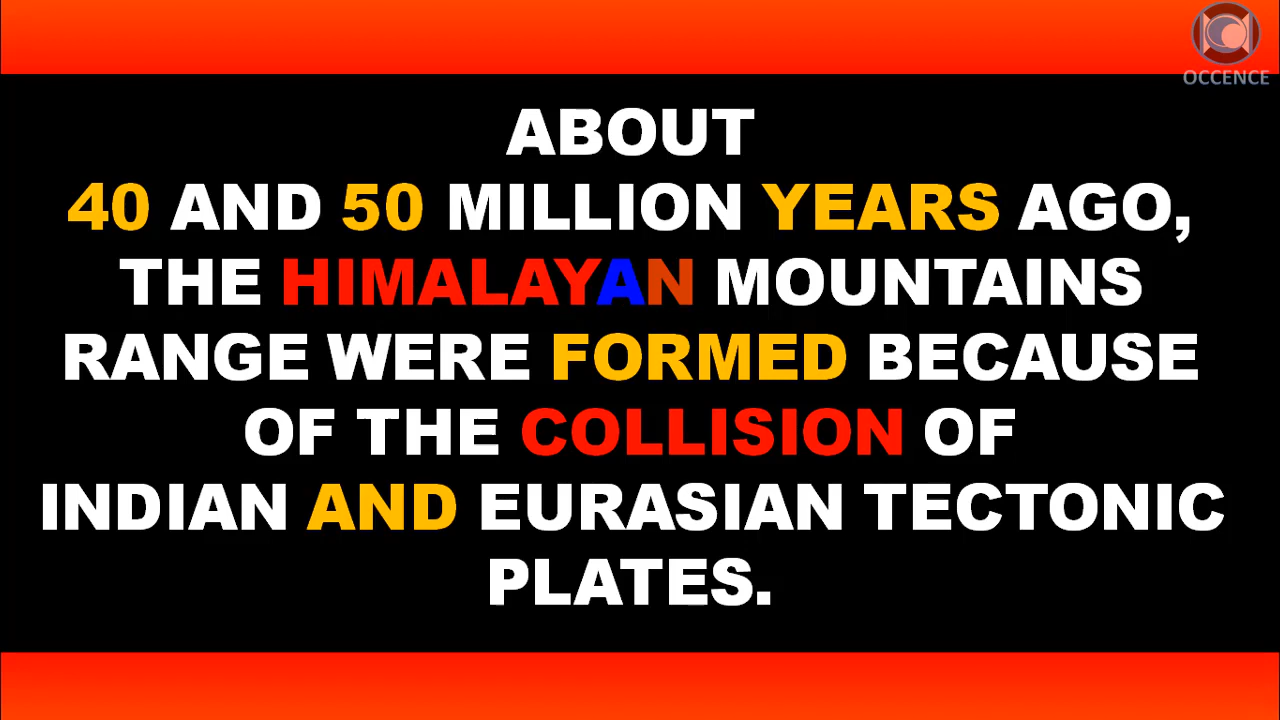 OCCENCE
ABOUT
40 AND 50 MILLION YEARS AGO,
THE HIMALAYAN MOUNTAINS
RANGE WERE FORMED BECAUSE
OF THE COLLISION OF
INDIAN AND EURASIAN TECTONIC
PLATES.